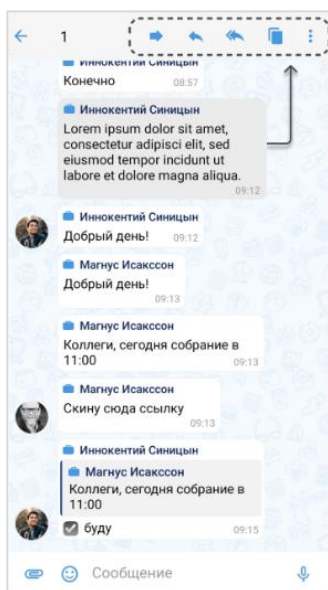 1
Иннокентий Синицын
Конечно 08:57
Иннокентий Синицын
Lorem ipsum dolor sit amet,
consectetur adipisci elit, sed
eiusmod tempor incidunt ut
labore et dolore magna aliqua.
09:12
Иннокентий Синицын
Добрый день! 09:12
Магнус Исакссон
Добрый день!
09:13
Магнус Исакссон
Коллеги, сегодня собрание в
11:00 09:13
Магнус Исакссон
Скину сюда ссылку
09:13
Иннокентий Синицын
Магнус Исакссон
Коллеги, сегодня собрание в
11:00
буду 09:15
Сообщение